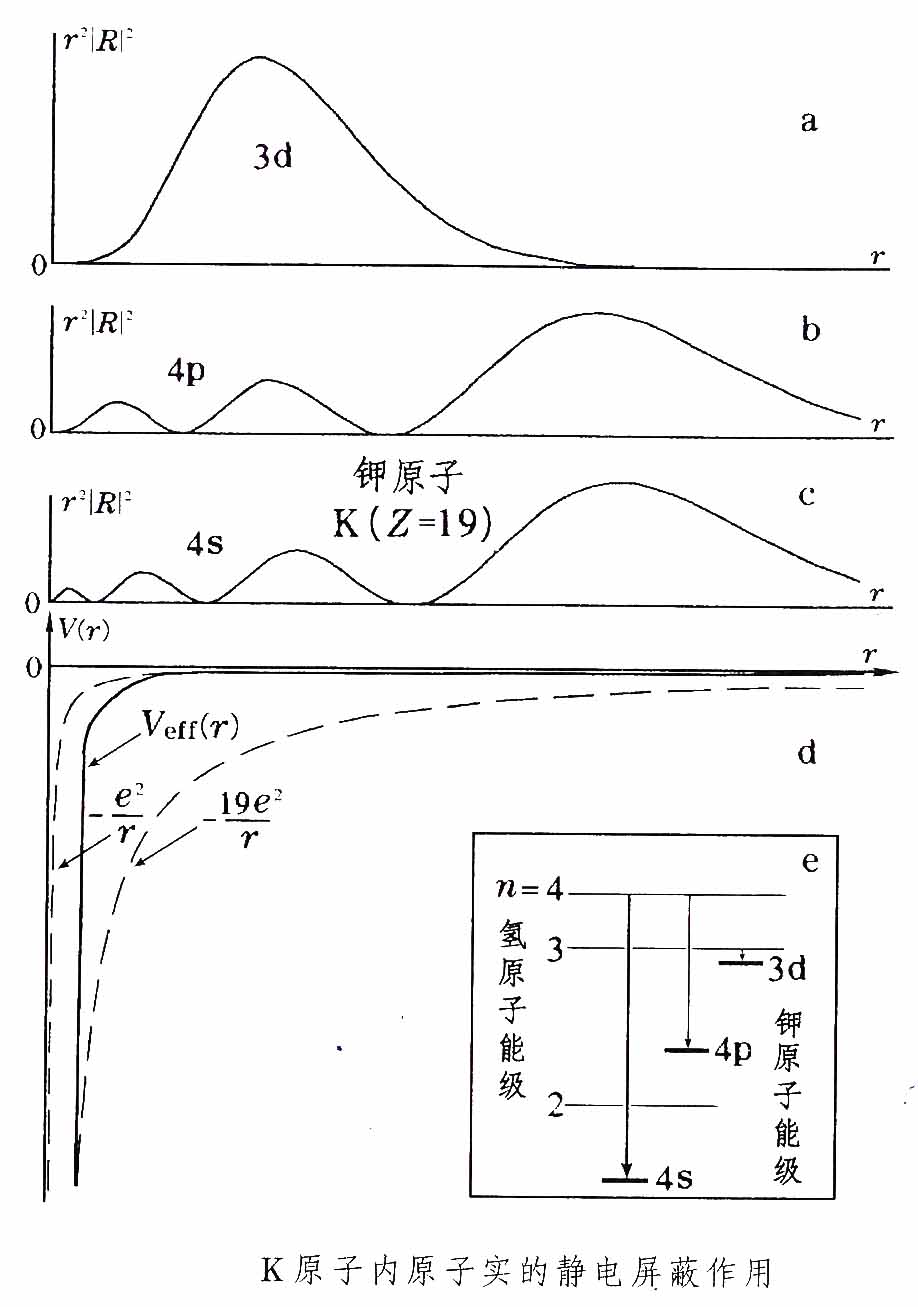 r²|R|²
a
3d
0
r
r²|R|²
b
4p
0
r
钾原子
r²|R|²
c
K(Z=19)
4s
0
r
V(r)
0
r
Veff(r)
d
-e²/r
-19e²/r
e
n=4
氢原子能级
3
3d
钾原子能级
4p
2
4s
K原子内原子实的静电屏蔽作用